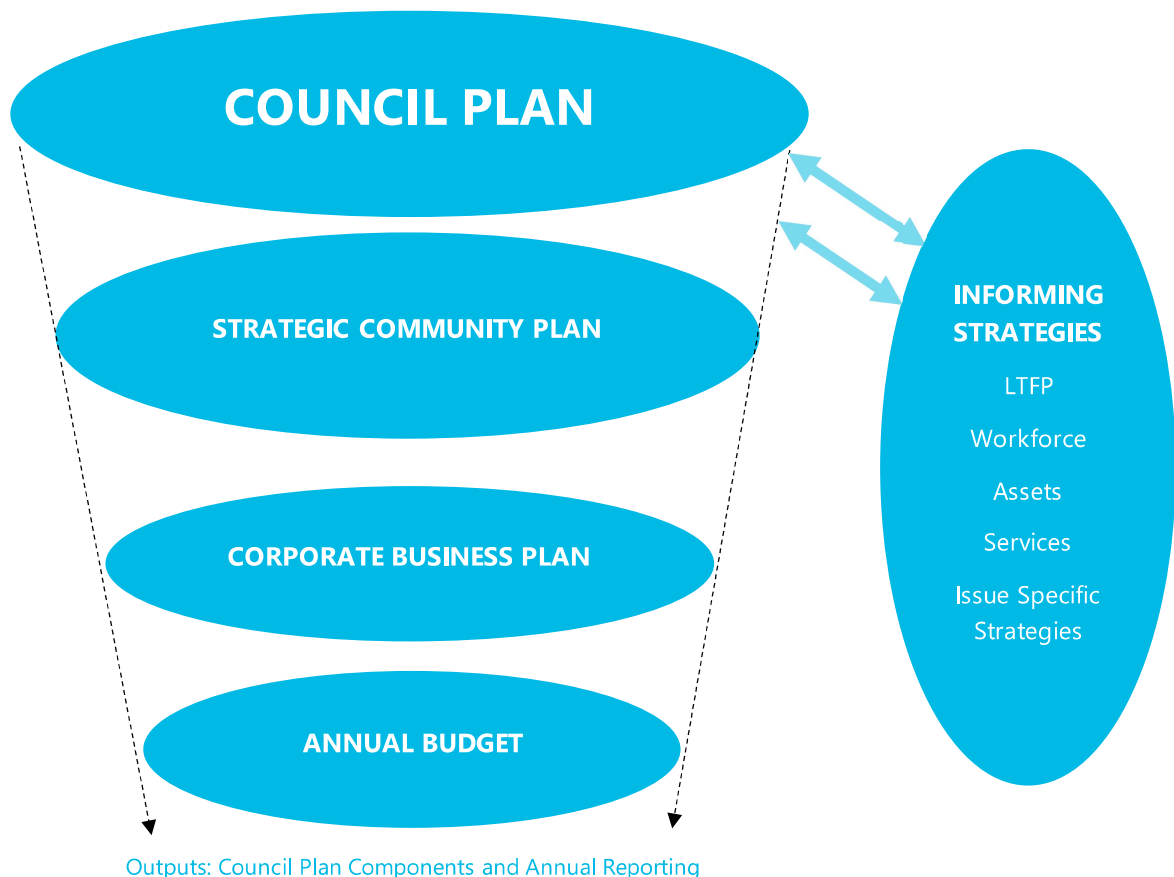 COUNCIL PLAN
STRATEGIC COMMUNITY PLAN
CORPORATE BUSINESS PLAN
ANNUAL BUDGET
Outputs: Council Plan Components and Annual Reporting
INFORMING
STRATEGIES
LTFP
Workforce
Assets
Services
Issue Specific
Strategies